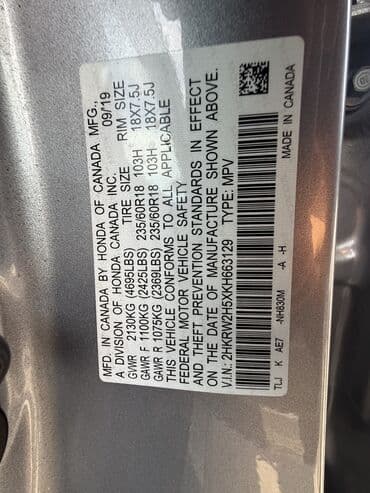 MFD. IN CANADA BY HONDA OF CANADA MFG.,
A DIVISION OF HONDA CANADA INC. 09/19
TIRE SIZE RIM SIZE
GVWR 2130KG (4695LBS)
GAWR F 1100KG (2425LBS) 235/60R18 103H 18X7.5J
GAWR R 1075KG (2369LBS) 235/60R18 103H 18X7.5J
THIS VEHICLE CONFORMS TO ALL APPLICABLE
FEDERAL MOTOR VEHICLE SAFETY
AND THEFT PREVENTION STANDARDS IN EFFECT
ON THE DATE OF MANUFACTURE SHOWN ABOVE.
V.I.N: 2HKRW2H5XKH663129 TYPE: MPV
TLJ K AE7 -NH830M -A -H
MADE IN CANADA